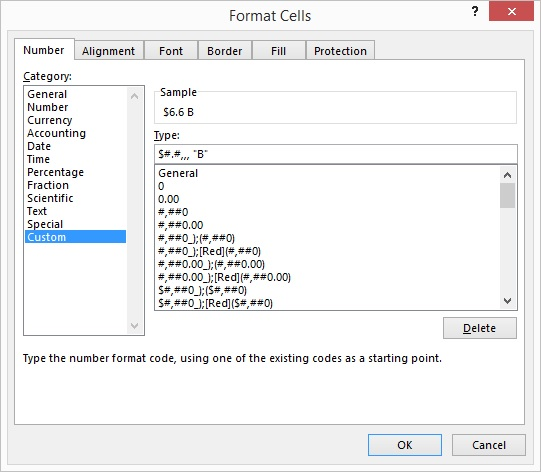 Format Cells
?
Number Alignment Font Border Fill Protection
Category:
General
Number
Currency
Accounting
Date
Time
Percentage
Fraction
Scientific
Text
Special
Custom
Sample
$6.6 B
Type:
$#.#,,, "B"
General
0
0.00
#,##0
#,##0.00
#,##0_);(#,##0)
#,##0_);[Red](#,##0)
#,##0.00_);(#,##0.00)
#,##0.00_);[Red](#,##0.00)
$#,##0_);($#,##0)
$#,##0_);[Red]($#,##0)
Delete
Type the number format code, using one of the existing codes as a starting point.
OK Cancel